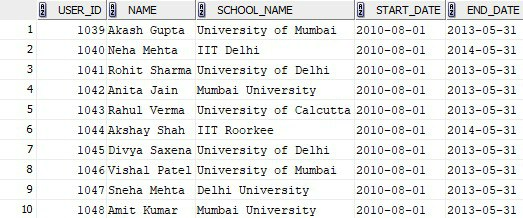 USER_ID NAME SCHOOL_NAME START_DATE END_DATE
1 1039 Akash Gupta University of Mumbai 2010-08-01 2013-05-31
2 1040 Neha Mehta IIT Delhi 2010-08-01 2014-05-31
3 1041 Rohit Sharma University of Delhi 2010-08-01 2013-05-31
4 1042 Anita Jain Mumbai University 2010-08-01 2013-05-31
5 1043 Rahul Verma University of Calcutta 2010-08-01 2013-05-31
6 1044 Akshay Shah IIT Roorkee 2010-08-01 2014-05-31
7 1045 Divya Saxena University of Delhi 2010-08-01 2013-05-31
8 1046 Vishal Patel University of Mumbai 2010-08-01 2013-05-31
9 1047 Sneha Mehta Delhi University 2010-08-01 2013-05-31
10 1048 Amit Kumar Mumbai University 2010-08-01 2013-05-31